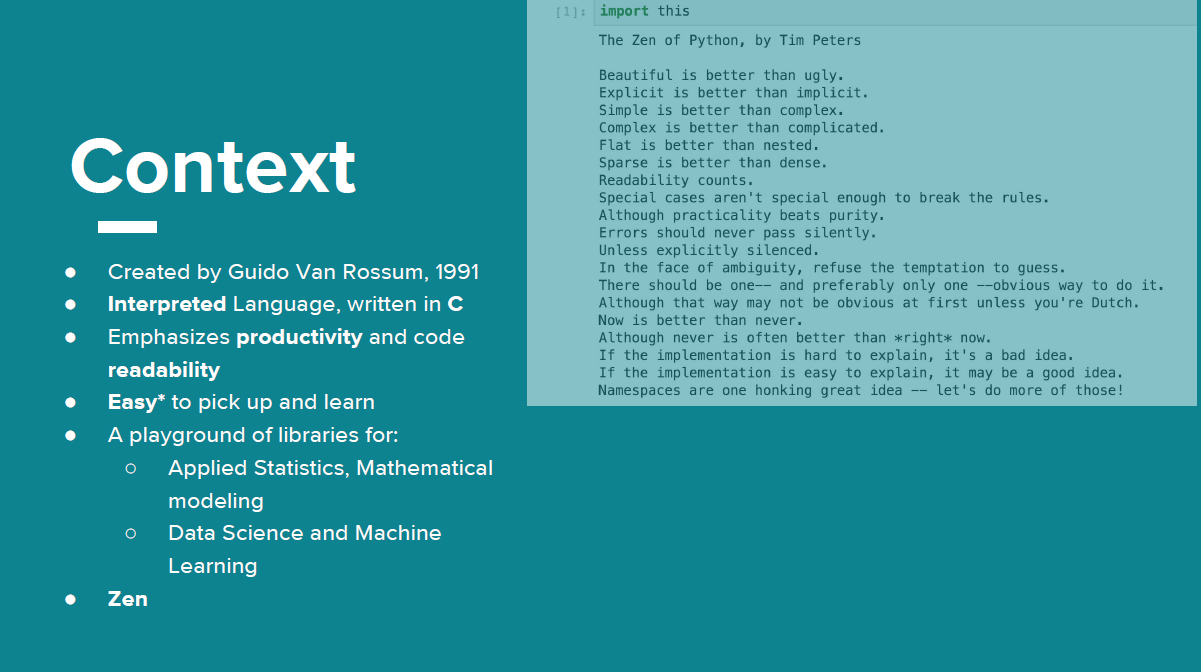 Context
● Created by Guido Van Rossum, 1991
● Interpreted Language, written in C
● Emphasizes productivity and code
readability
● Easy* to pick up and learn
● A playground of libraries for:
○ Applied Statistics, Mathematical
modeling
○ Data Science and Machine
Learning
● Zen
[1]: import this
The Zen of Python, by Tim Peters
Beautiful is better than ugly.
Explicit is better than implicit.
Simple is better than complex.
Complex is better than complicated.
Flat is better than nested.
Sparse is better than dense.
Readability counts.
Special cases aren't special enough to break the rules.
Although practicality beats purity.
Errors should never pass silently.
Unless explicitly silenced.
In the face of ambiguity, refuse the temptation to guess.
There should be one-- and preferably only one --obvious way to do it.
Although that way may not be obvious at first unless you're Dutch.
Now is better than never.
Although never is often better than *right* now.
If the implementation is hard to explain, it's a bad idea.
If the implementation is easy to explain, it may be a good idea.
Namespaces are one honking great idea -- let's do more of those!